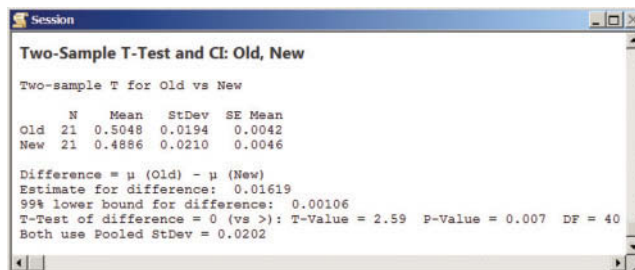 Session
Two-Sample T-Test and CI: Old, New
Two-sample T for Old vs New
N Mean StDev SE Mean
Old 21 0.5048 0.0194 0.0042
New 21 0.4886 0.0210 0.0046
Difference = μ (Old) - μ (New)
Estimate for difference: 0.01619
99% lower bound for difference: 0.00106
T-Test of difference = 0 (vs >): T-Value = 2.59 P-Value = 0.007 DF = 40
Both use Pooled StDev = 0.0202